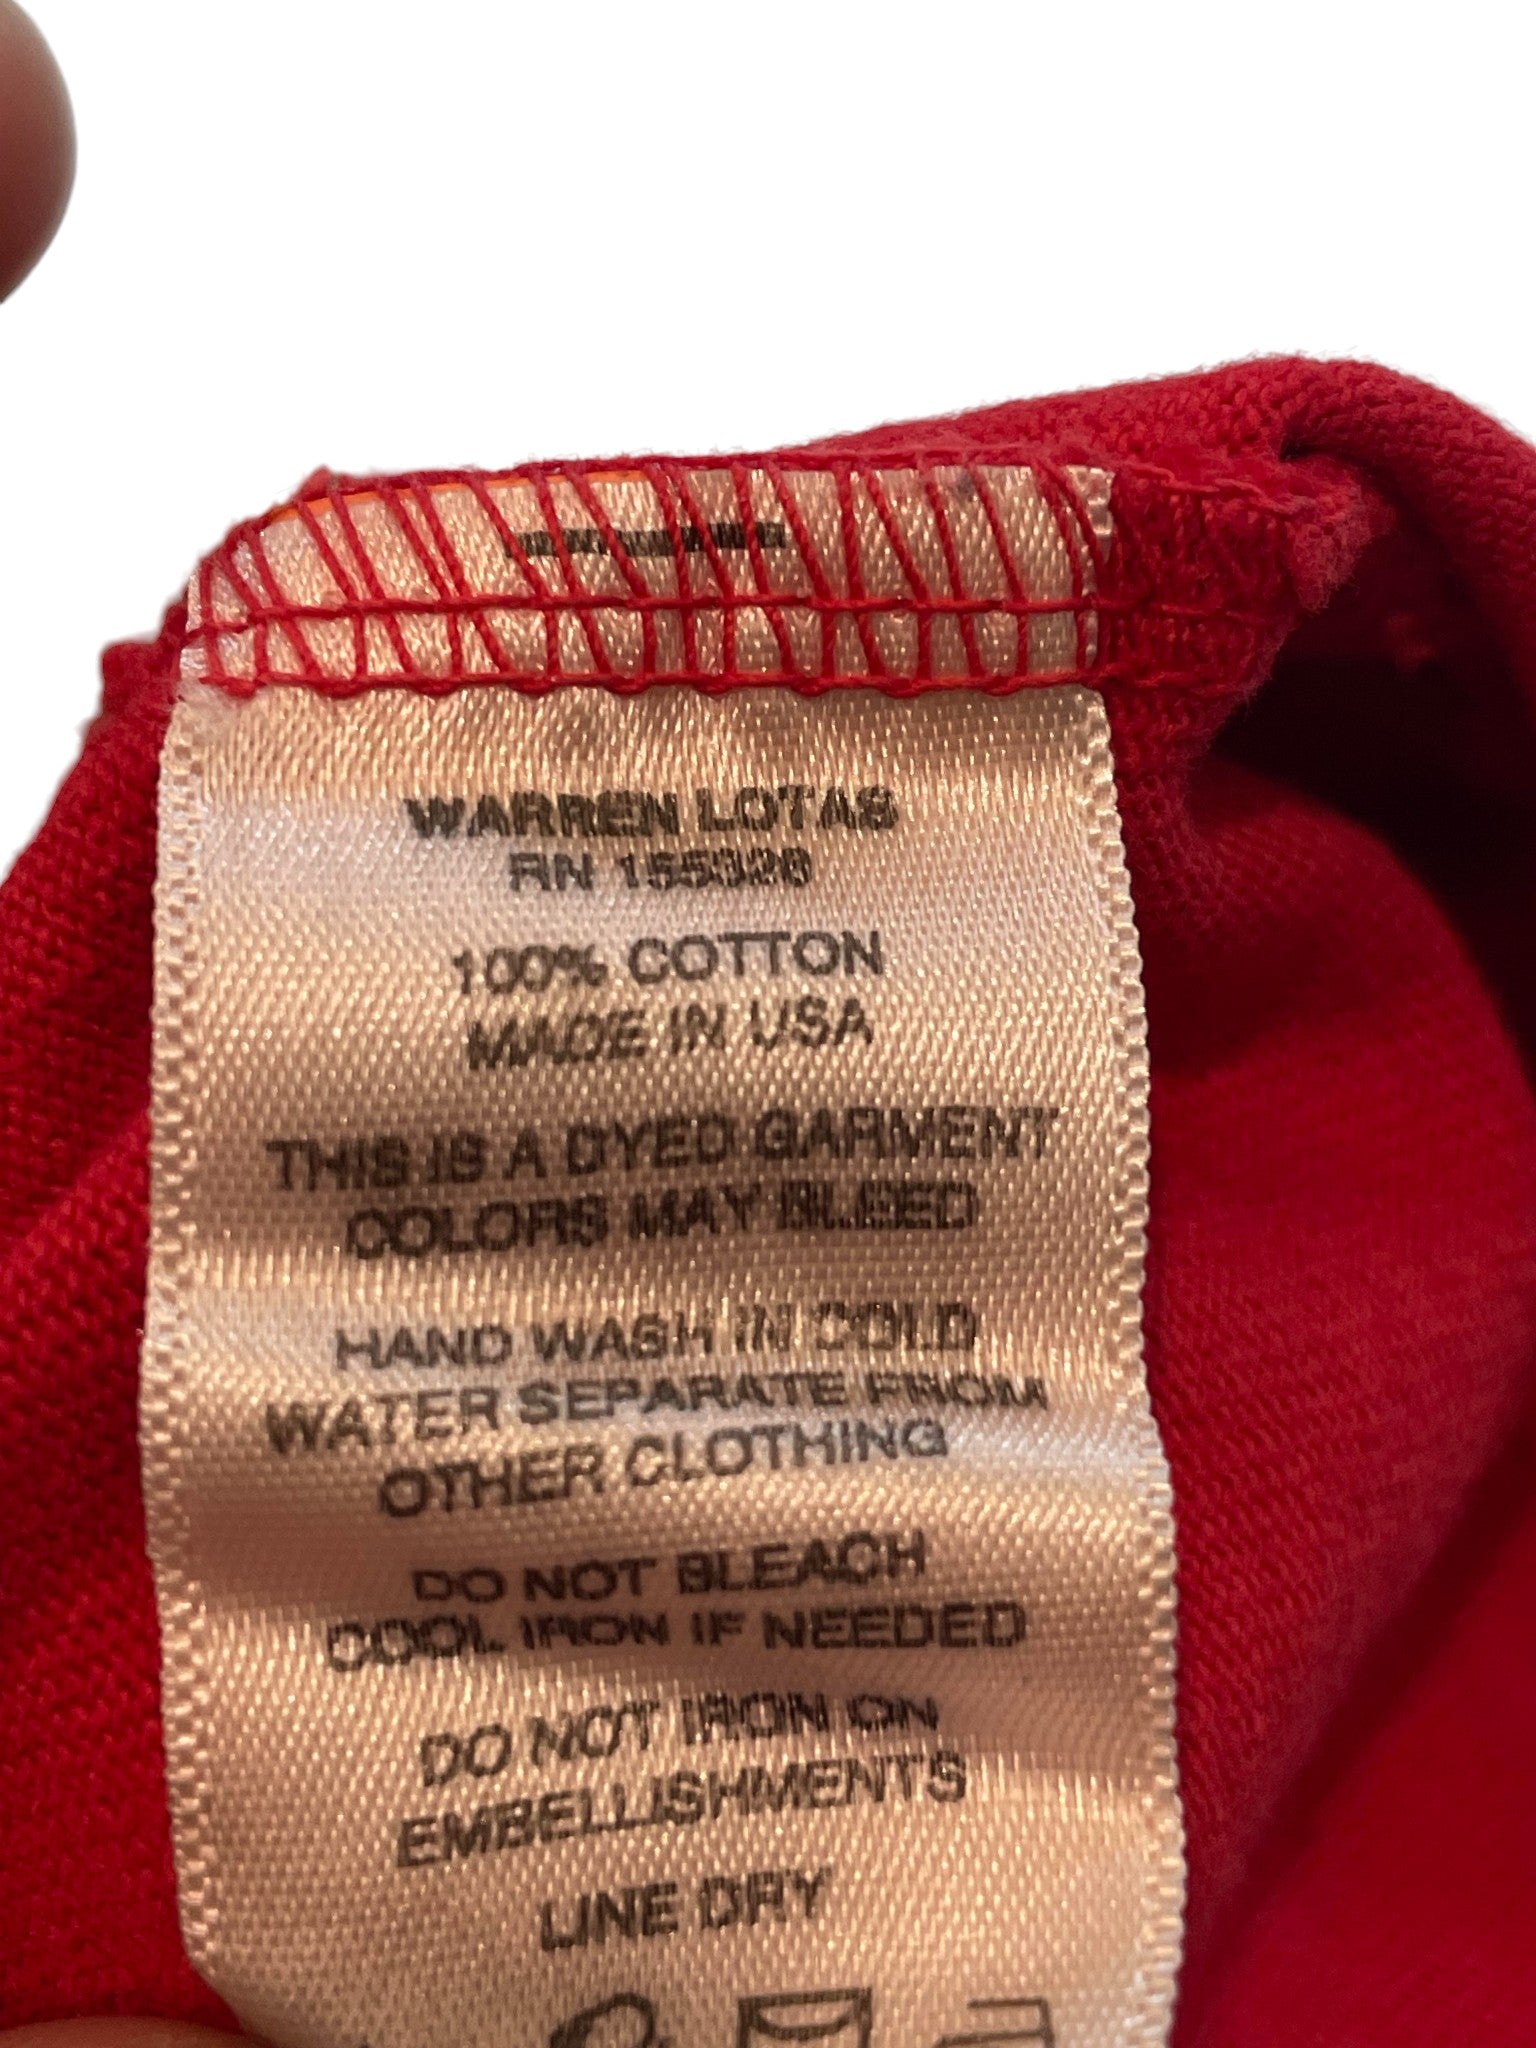 WARREN LOTAS
RN 155328
100% COTTON
MADE IN USA
THIS IS A DYED GARMENT
COLORS MAY BLEED
HAND WASH IN COLD
WATER SEPARATE FROM
OTHER CLOTHING
DO NOT BLEACH
COOL IRON IF NEEDED
DO NOT IRON ON
EMBELLISHMENTS
LINE DRY